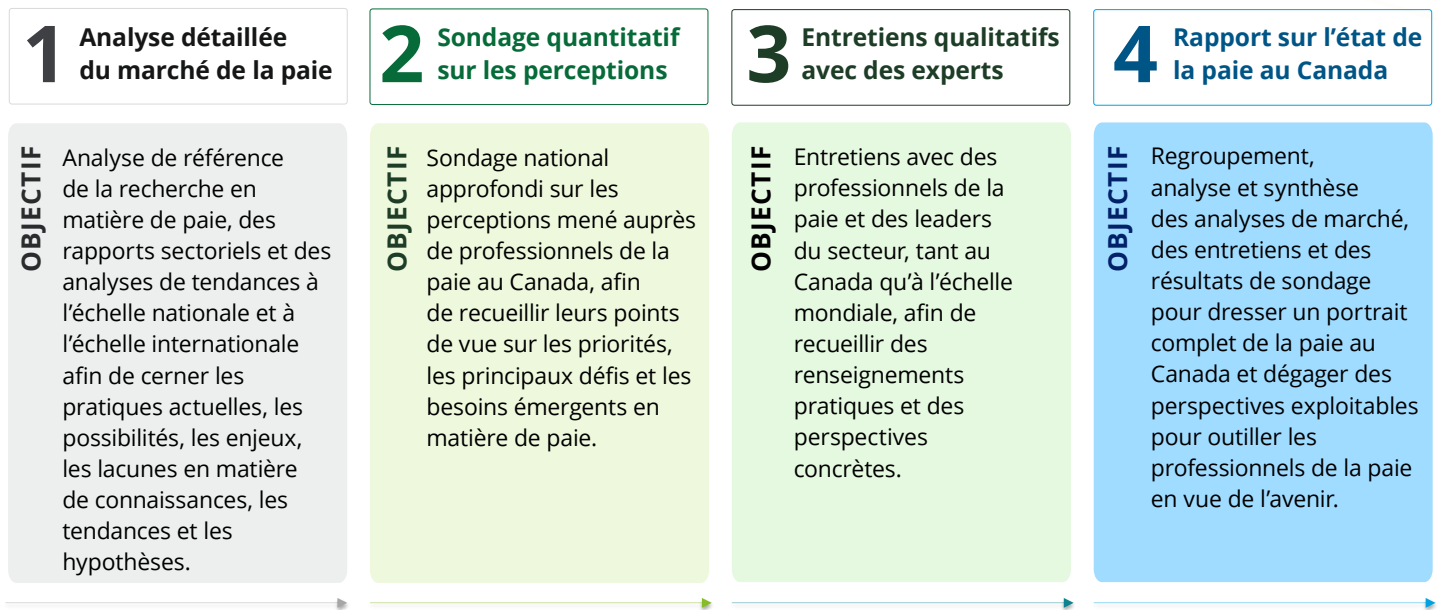 1
Analyse détaillée
du marché de la paie
OBJECTIF
Analyse de référence
de la recherche en
matière de paie, des
rapports sectoriels et des
analyses de tendances à
l’échelle nationale et à
l’échelle internationale
afin de cerner les
pratiques actuelles, les
possibilités, les enjeux,
les lacunes en matière
de connaissances, les
tendances et les
hypothèses.
2
Sondage quantitatif
sur les perceptions
OBJECTIF
Sondage national
approfondi sur les
perceptions mené auprès
de professionnels de la
paie au Canada, afin
de recueillir leurs points
de vue sur les priorités,
les principaux défis et les
besoins émergents en
matière de paie.
3
Entretiens qualitatifs
avec des experts
OBJECTIF
Entretiens avec des
professionnels de la
paie et des leaders
du secteur, tant au
Canada qu’à l’échelle
mondiale, afin de
recueillir des
renseignements
pratiques et des
perspectives
concrètes.
4
Rapport sur l’état de
la paie au Canada
OBJECTIF
Regroupement,
analyse et synthèse
des analyses de marché,
des entretiens et des
résultats de sondage
pour dresser un portrait
complet de la paie au
Canada et dégager des
perspectives exploitables
pour outiller les
professionnels de la paie
en vue de l’avenir.